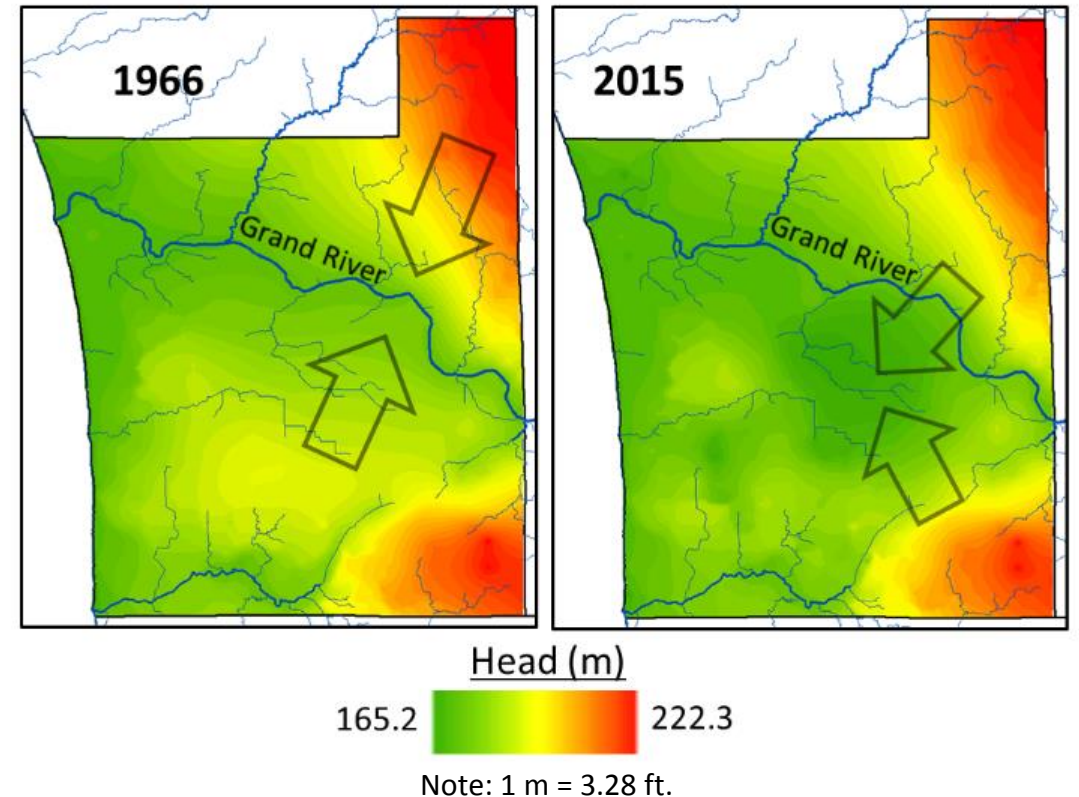 1966
2015
Grand River
Grand River
Head (m)
165.2
222.3
Note: 1 m = 3.28 ft.